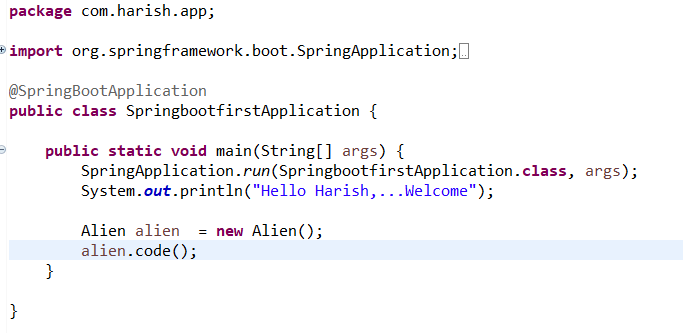 package com.harish.app;
import org.springframework.boot.SpringApplication;
@SpringBootApplication
public class SpringbootfirstApplication {
public static void main(String[] args) {
SpringApplication.run(SpringbootfirstApplication.class, args);
System.out.println("Hello Harish,...Welcome");
Alien alien  = new Alien();
alien.code();
}
}